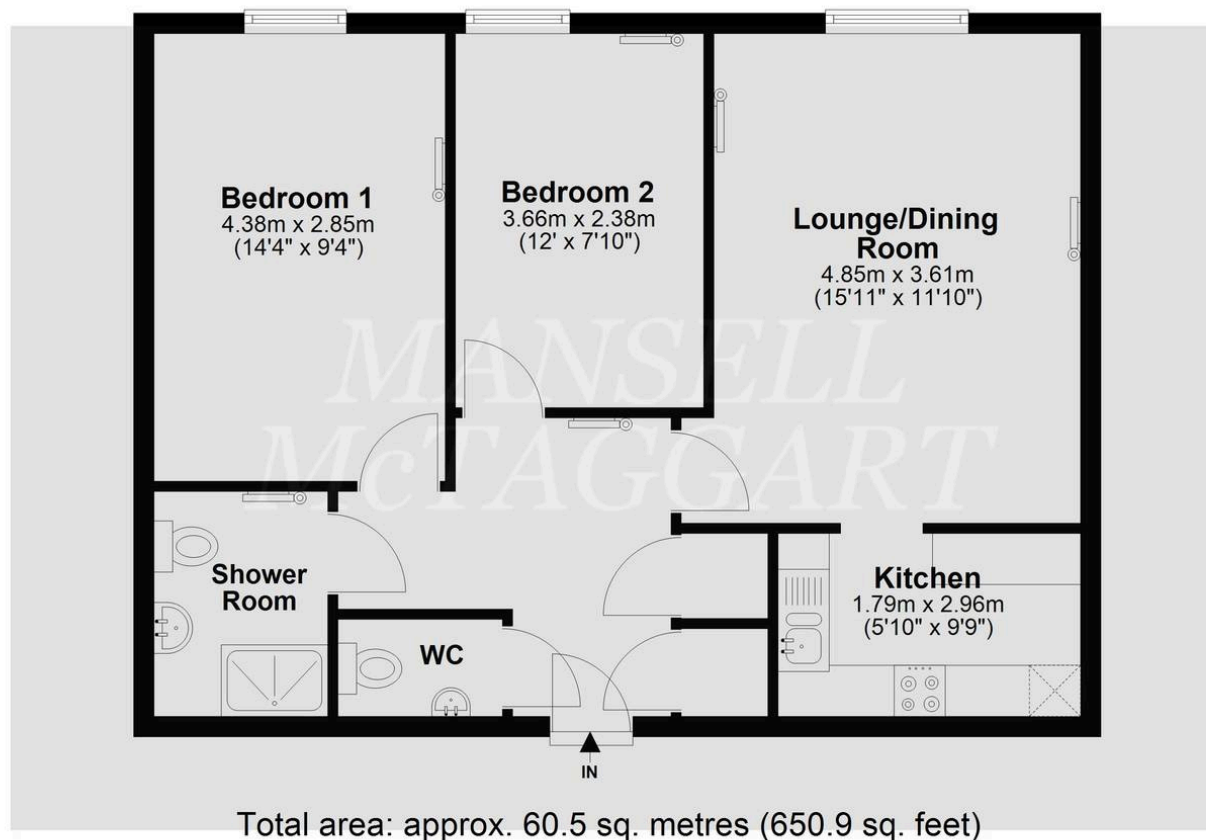 Bedroom 1
4.38m x 2.85m
(14'4" x 9'4")
Bedroom 2
3.66m x 2.38m
(12' x 7'10")
Lounge/Dining
Room
4.85m x 3.61m
(15'11" x 11'10")
MANSELL
McTAGGART
Shower
Room
WC
Kitchen
1.79m x 2.96m
(5'10" x 9'9")
IN
Total area: approx. 60.5 sq. metres (650.9 sq. feet)